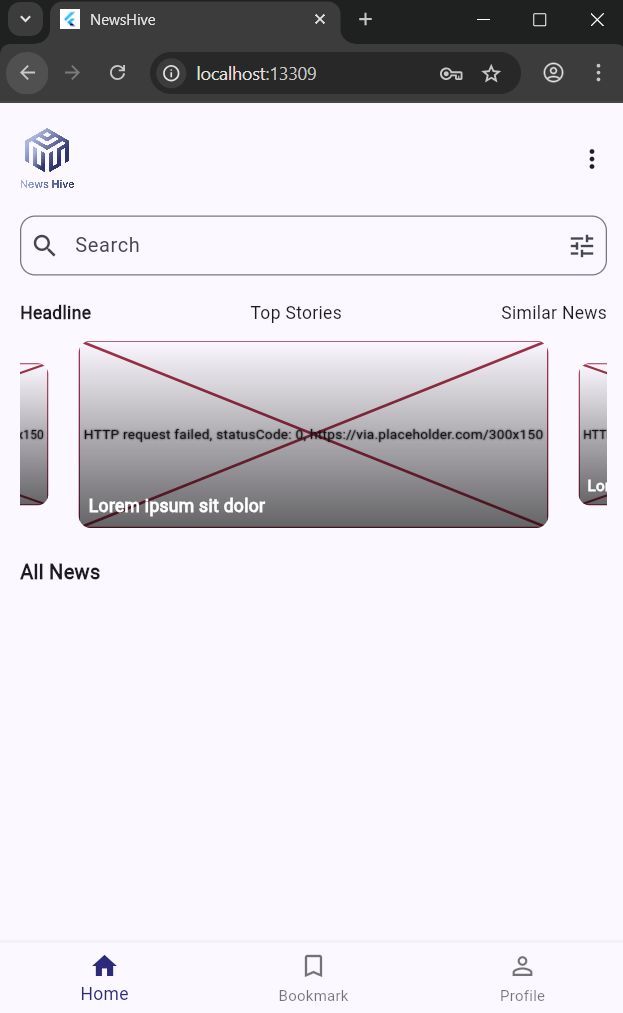 NewsHive
localhost:13309
News Hive
Search
Headline Top Stories Similar News
x150 HTTP request failed, statusCode: 0, https://via.placeholder.com/300x150 HTT
Lorem ipsum sit dolor Lor
All News
Home Bookmark Profile